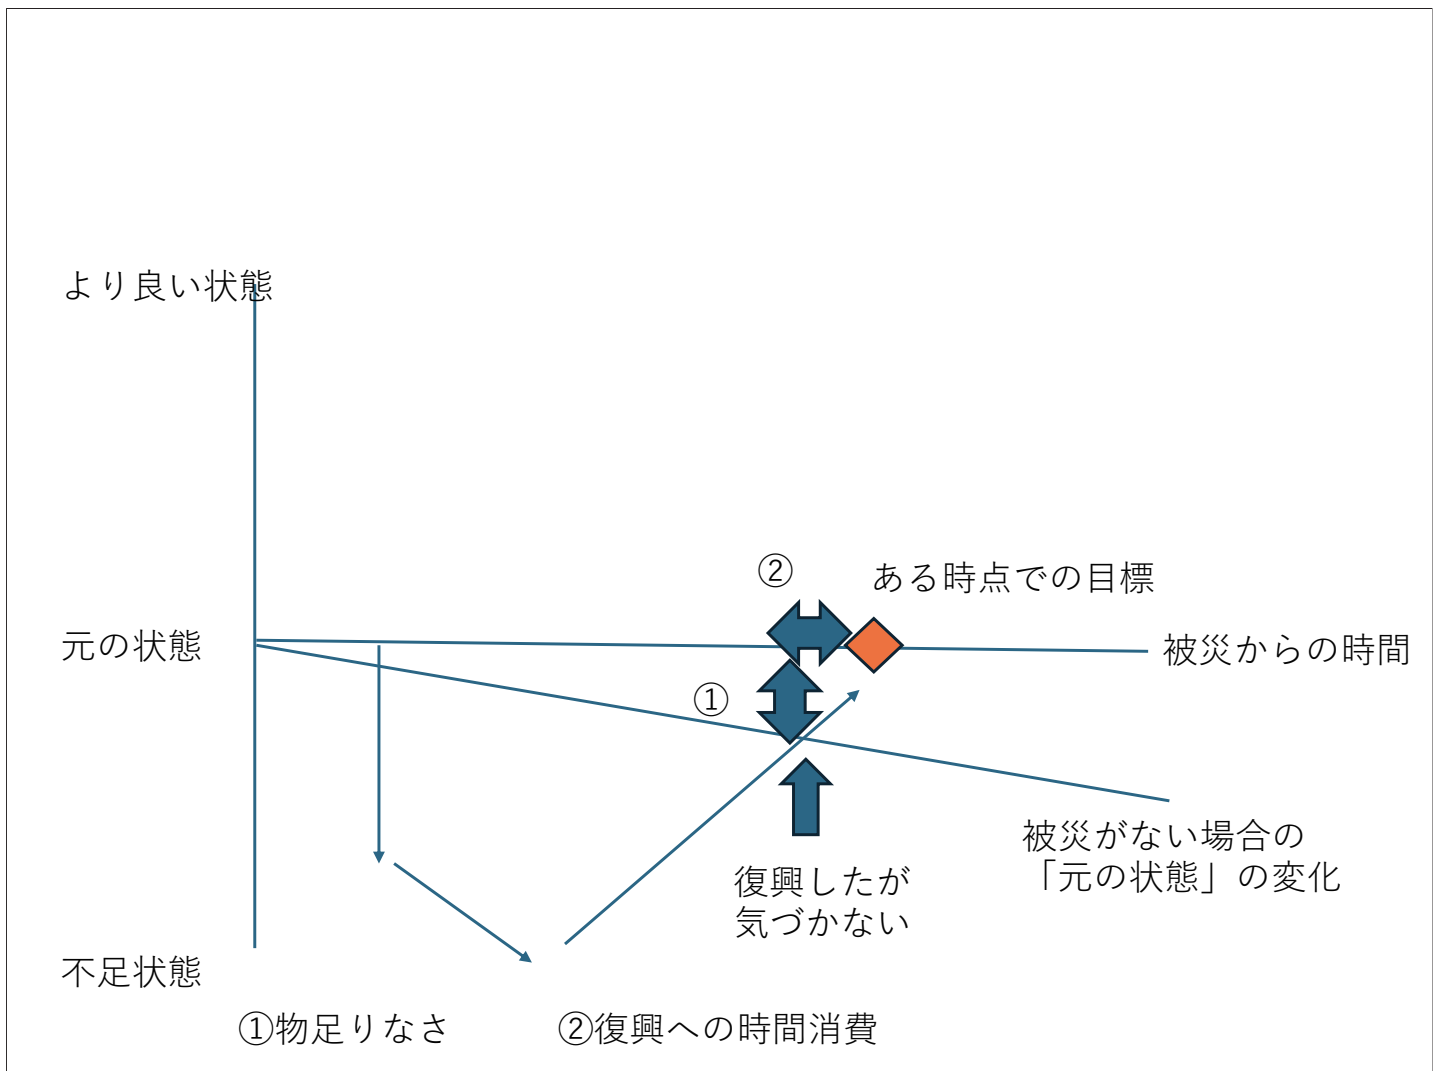 より良い状態
②
ある時点での目標
元の状態
被災からの時間
①
被災がない場合の
「元の状態」の変化
復興したが
気づかない
不足状態
①物足りなさ
②復興への時間消費